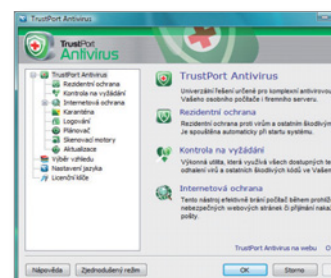 TrustPort Antivirus
TrustPort
Antivirus
TrustPort Antivirus
Rezidentní ochrana
Kontrola na vyžádání
Internetová ochrana
Karanténa
Logování
Plánovač
Skenovací motory
Aktualizace
Výběr vzhledu
Nastavení jazyka
Licenční klíče
TrustPort Antivirus
Univerzální řešení určené pro komplexní antivirovou
Vašeho osobního počítače i firemního serveru.
Rezidentní ochrana
Rezidentní ochrana proti virům a ostatním škodlivým
Je spouštěna automaticky při startu systému.
Kontrola na vyžádání
Výkonná utilita, která využívá všech dostupných te
odhalení virů a ostatních škodlivých kódů ve Vašem
Internetová ochrana
Tento nástroj efektivně brání počítač během prohlíž
nebezpečných webových stránek či přijímání nakaž
pošty.
TrustPort Antivirus na webu O
Nápověda Zjednodušený režim OK Storno